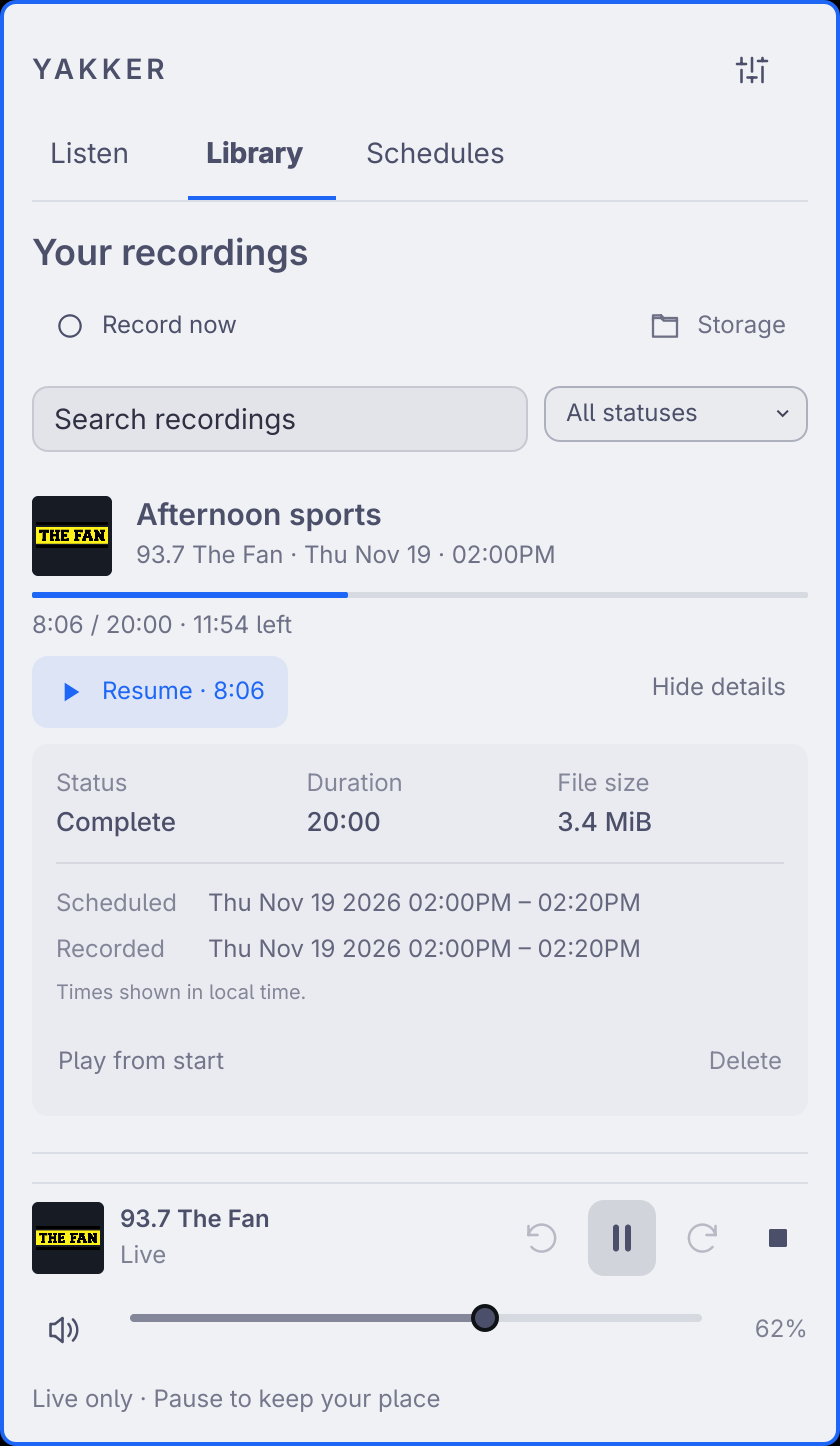 YAKKER
Listen Library Schedules
Your recordings
Record now Storage
Search recordings All statuses
THE FAN
Afternoon sports
93.7 The Fan · Thu Nov 19 · 02:00PM
8:06 / 20:00 · 11:54 left
Resume · 8:06 Hide details
Status Duration File size
Complete 20:00 3.4 MiB
Scheduled Thu Nov 19 2026 02:00PM – 02:20PM
Recorded Thu Nov 19 2026 02:00PM – 02:20PM
Times shown in local time.
Play from start Delete
THE FAN
93.7 The Fan
Live
62%
Live only · Pause to keep your place